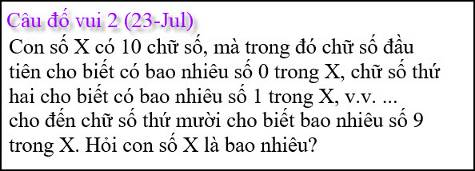 Câu đố vui 2 (23-Jul)
Con số X có 10 chữ số, mà trong đó chữ số đầu
tiên cho biết có bao nhiêu số 0 trong X, chữ số thứ
hai cho biết có bao nhiêu số 1 trong X, v.v. ...
cho đến chữ số thứ mười cho biết bao nhiêu số 9
trong X. Hỏi con số X là bao nhiêu?